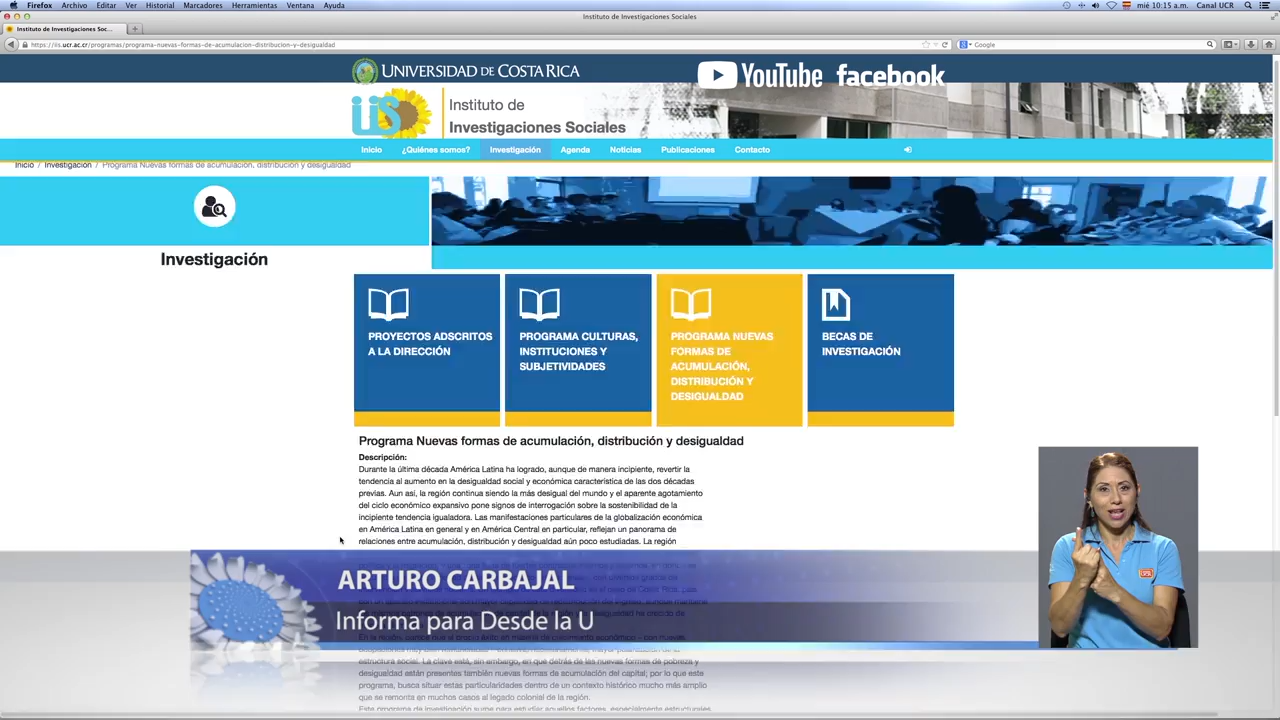 Firefox Archivo Editar Ver Historial Marcadores Herramientas Ventana Ayuda
mié 10:15 a.m. Canal UCR
Instituto de Investigaciones Sociales
Instituto de Investigaciones Soc...
https://iis.ucr.ac.cr/programas/programa-nuevas-formas-de-acumulacion-distribucion-y-desigualdad
Google
UNIVERSIDAD DE COSTA RICA
YouTube facebook
iis
Instituto de
Investigaciones Sociales
Inicio ¿Quiénes somos? Investigación Agenda Noticias Publicaciones Contacto
Inicio / Investigación / Programa Nuevas formas de acumulación, distribución y desigualdad
Investigación
PROYECTOS ADSCRITOS
A LA DIRECCIÓN
PROGRAMA CULTURAS,
INSTITUCIONES Y
SUBJETIVIDADES
PROGRAMA NUEVAS
FORMAS DE
ACUMULACIÓN,
DISTRIBUCIÓN Y
DESIGUALDAD
BECAS DE
INVESTIGACIÓN
Programa Nuevas formas de acumulación, distribución y desigualdad
Descripción:
Durante la última década América Latina ha logrado, aunque de manera incipiente, revertir la
tendencia al aumento en la desigualdad social y económica característica de las dos décadas
previas. Aun así, la región continua siendo la más desigual del mundo y el aparente agotamiento
del ciclo económico expansivo pone signos de interrogación sobre la sostenibilidad de la
incipiente tendencia igualadora. Las manifestaciones particulares de la globalización económica
en América Latina en general y en América Central en particular, reflejan un panorama de
relaciones entre acumulación, distribución y desigualdad aún poco estudiadas. La región
ARTURO CARBAJAL
Informa para Desde la U
estructura social. La clave está, sin embargo, en que detrás de las nuevas formas de pobreza y
desigualdad están presentes también nuevas formas de acumulación del capital; por lo que este
programa, busca situar estas particularidades dentro de un contexto histórico mucho más amplio
que se remonta en muchos casos al legado colonial de la región.
Este programa de investigación surge para estudiar aquellos factores, especialmente estructurales